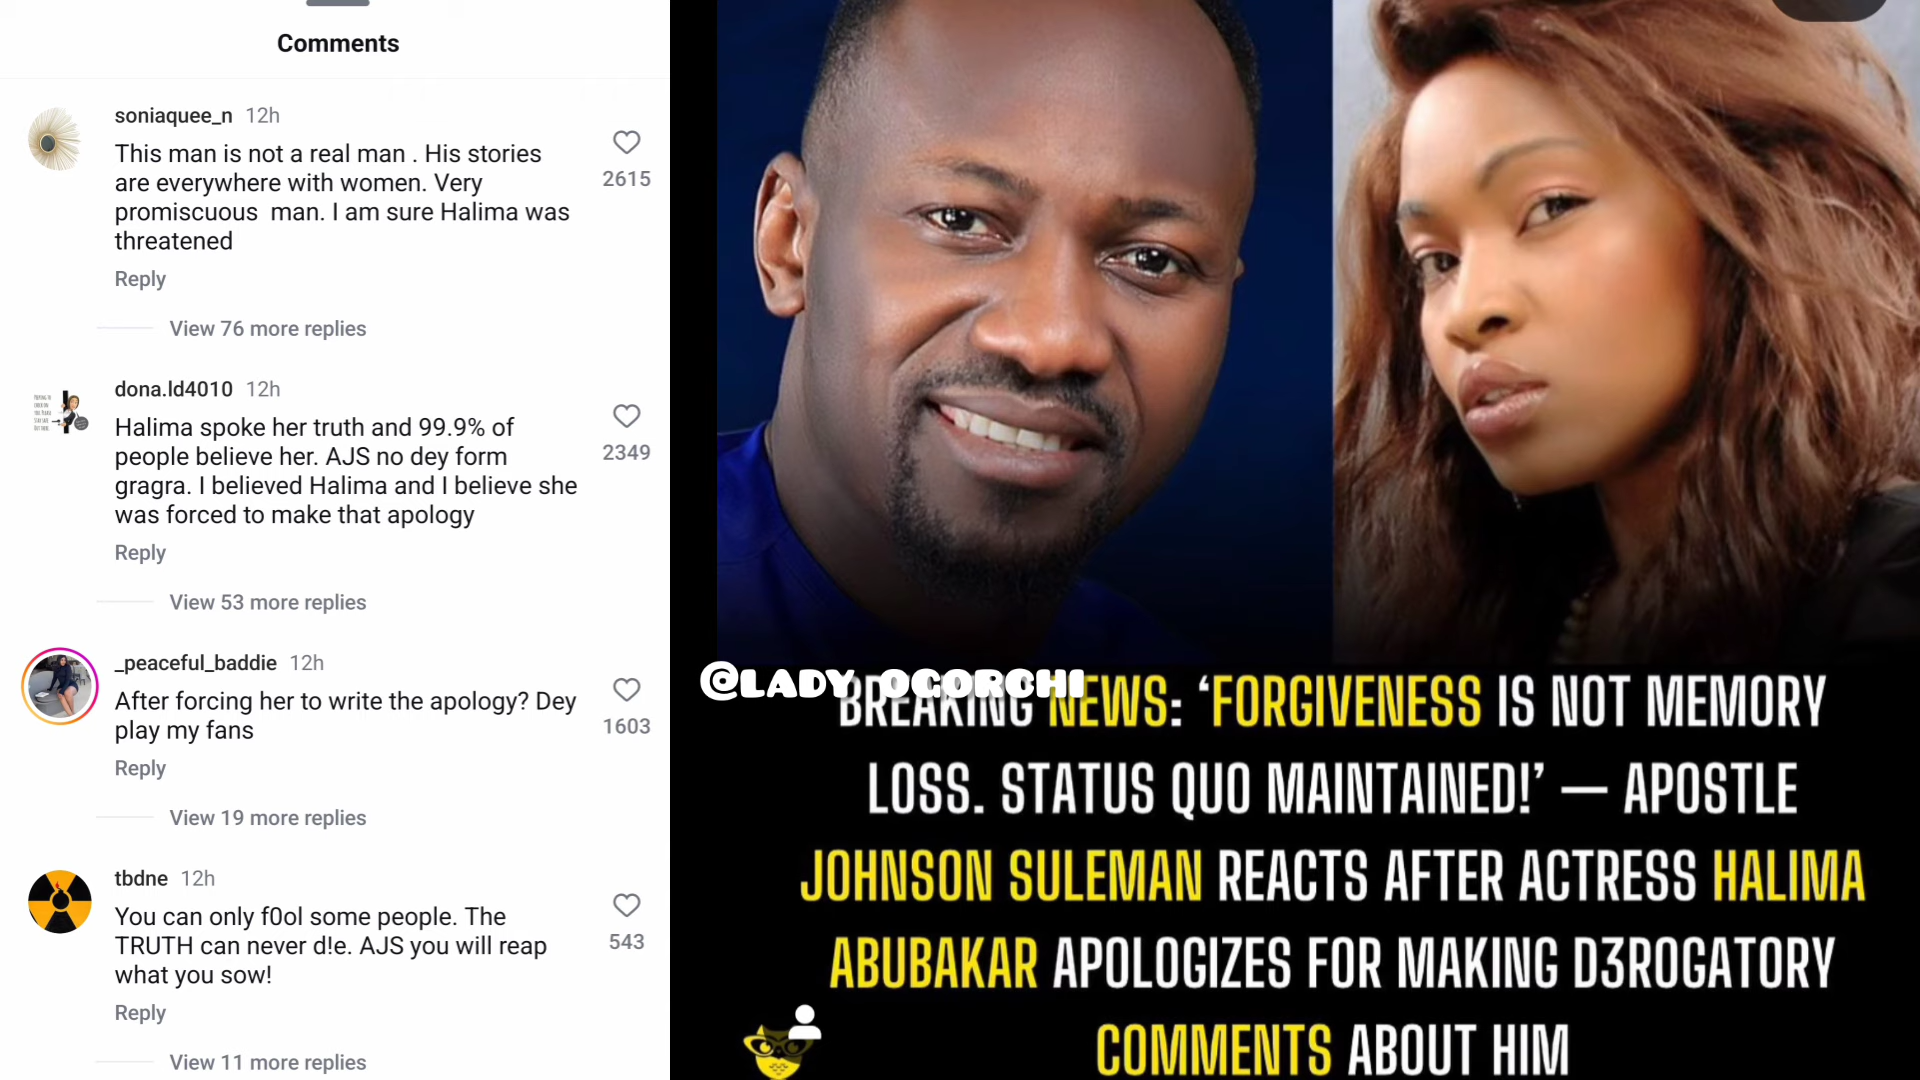 Comments
soniaquee_n 12h
This man is not a real man . His stories
are everywhere with women. Very
promiscuous  man. I am sure Halima was
threatened
2615
Reply
View 76 more replies
dona.ld4010 12h
Halima spoke her truth and 99.9% of
people believe her. AJS no dey form
gragra. I believed Halima and I believe she
was forced to make that apology
2349
Reply
View 53 more replies
_peaceful_baddie 12h
After forcing her to write the apology? Dey
play my fans
1603
Reply
View 19 more replies
tbdne 12h
You can only f0ol some people. The
TRUTH can never d!e. AJS you will reap
what you sow!
543
Reply
View 11 more replies
@LADY_OGORCHI
BREAKING NEWS: ‘FORGIVENESS IS NOT MEMORY
LOSS. STATUS QUO MAINTAINED!’ — APOSTLE
JOHNSON SULEMAN REACTS AFTER ACTRESS HALIMA
ABUBAKAR APOLOGIZES FOR MAKING D3ROGATORY
COMMENTS ABOUT HIM